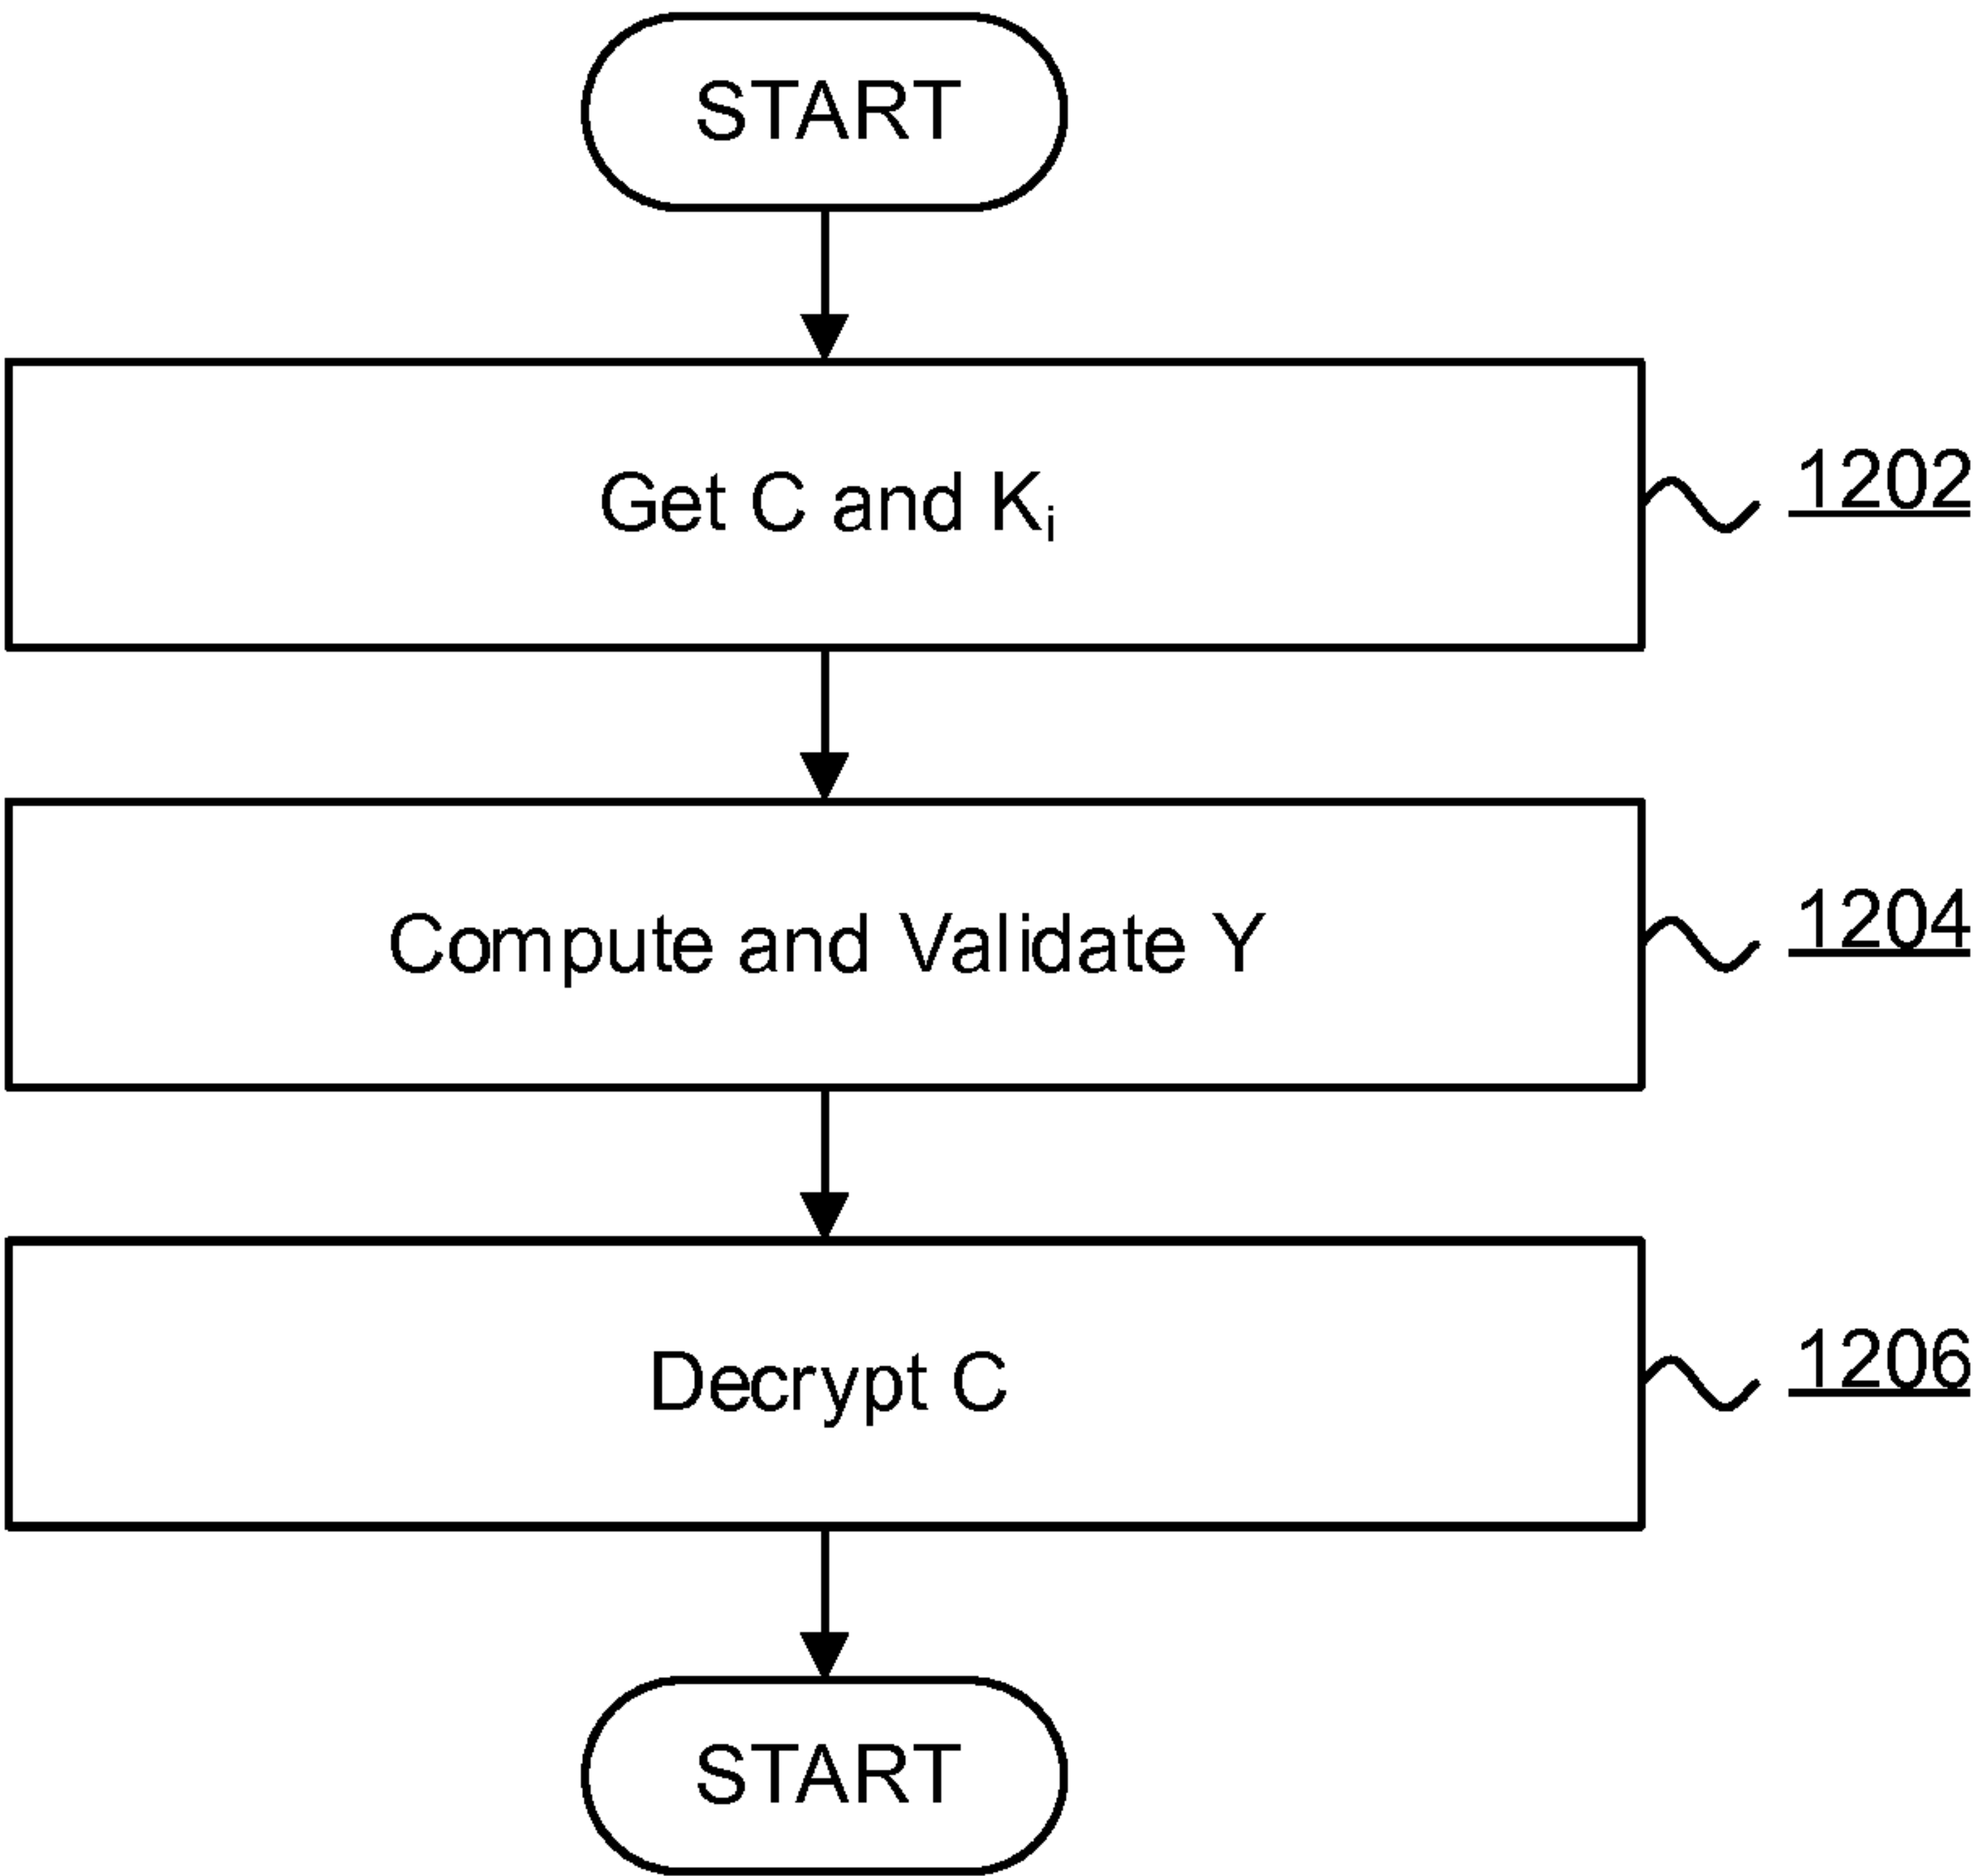 START
Get C and Kᵢ
1202
Compute and Validate Y
1204
Decrypt C
1206
START